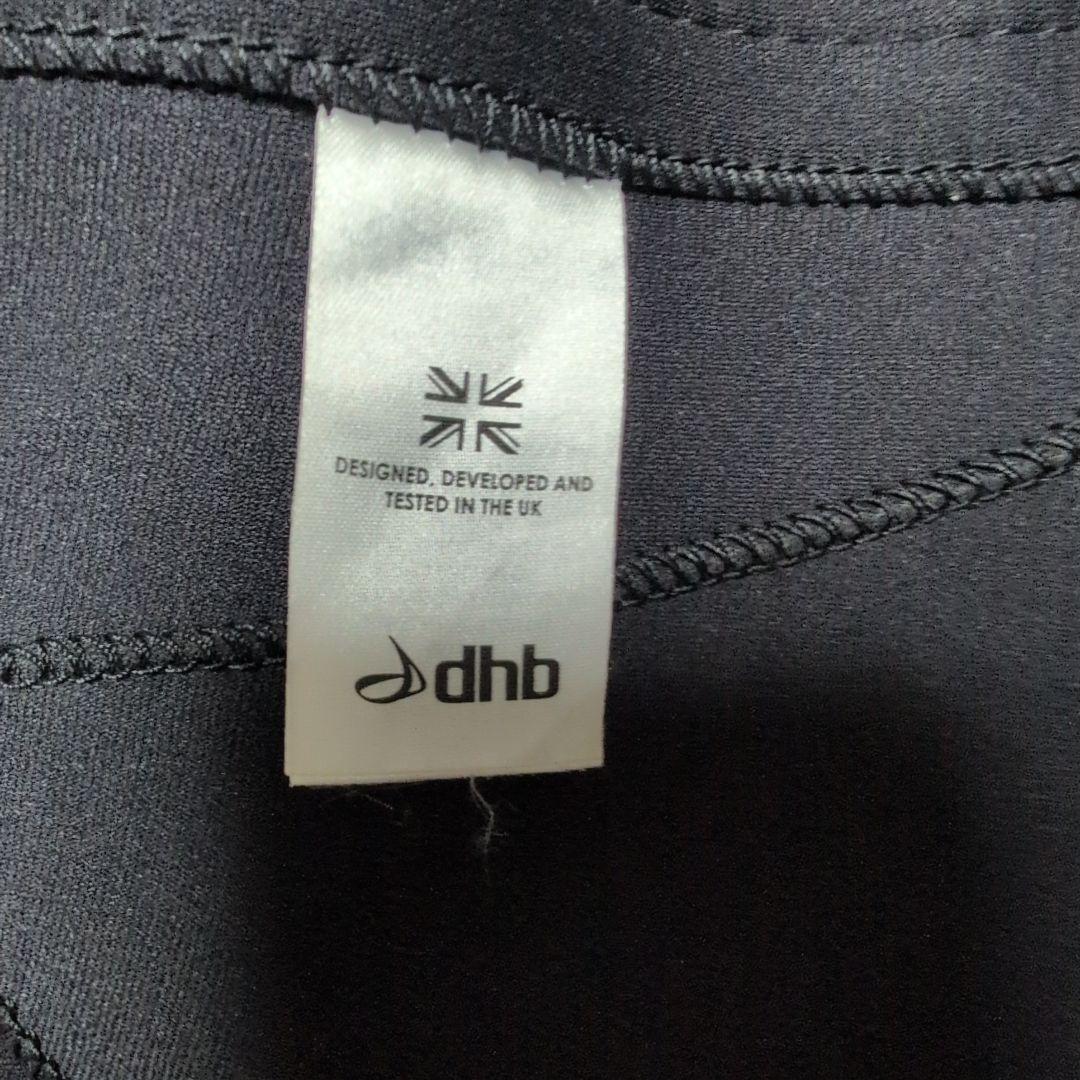 DESIGNED, DEVELOPED AND
TESTED IN THE UK
dhb